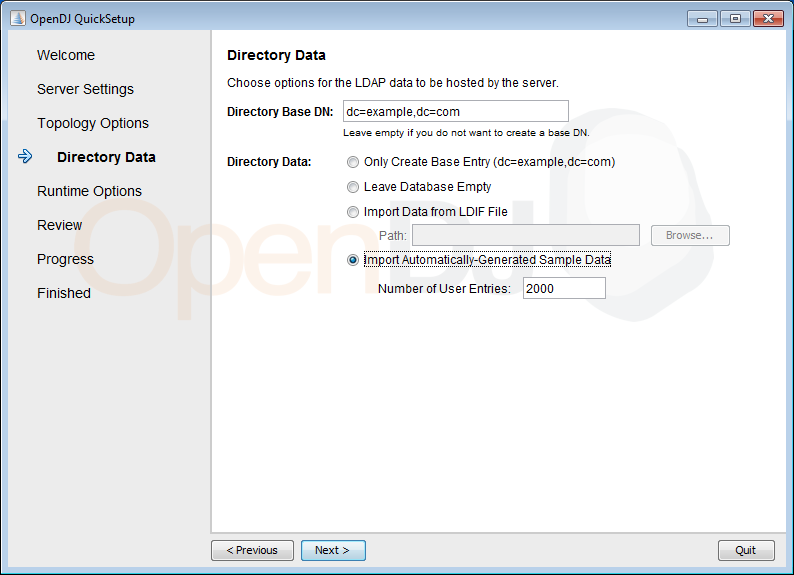 OpenDJ QuickSetup
Welcome
Server Settings
Topology Options
Directory Data
Runtime Options
Review
Progress
Finished
Directory Data
Choose options for the LDAP data to be hosted by the server.
Directory Base DN: dc=example,dc=com
Leave empty if you do not want to create a base DN.
Directory Data: Only Create Base Entry (dc=example,dc=com)
Leave Database Empty
Import Data from LDIF File
Path: Browse...
Import Automatically-Generated Sample Data
Number of User Entries: 2000
OpenDJ
< Previous Next > Quit